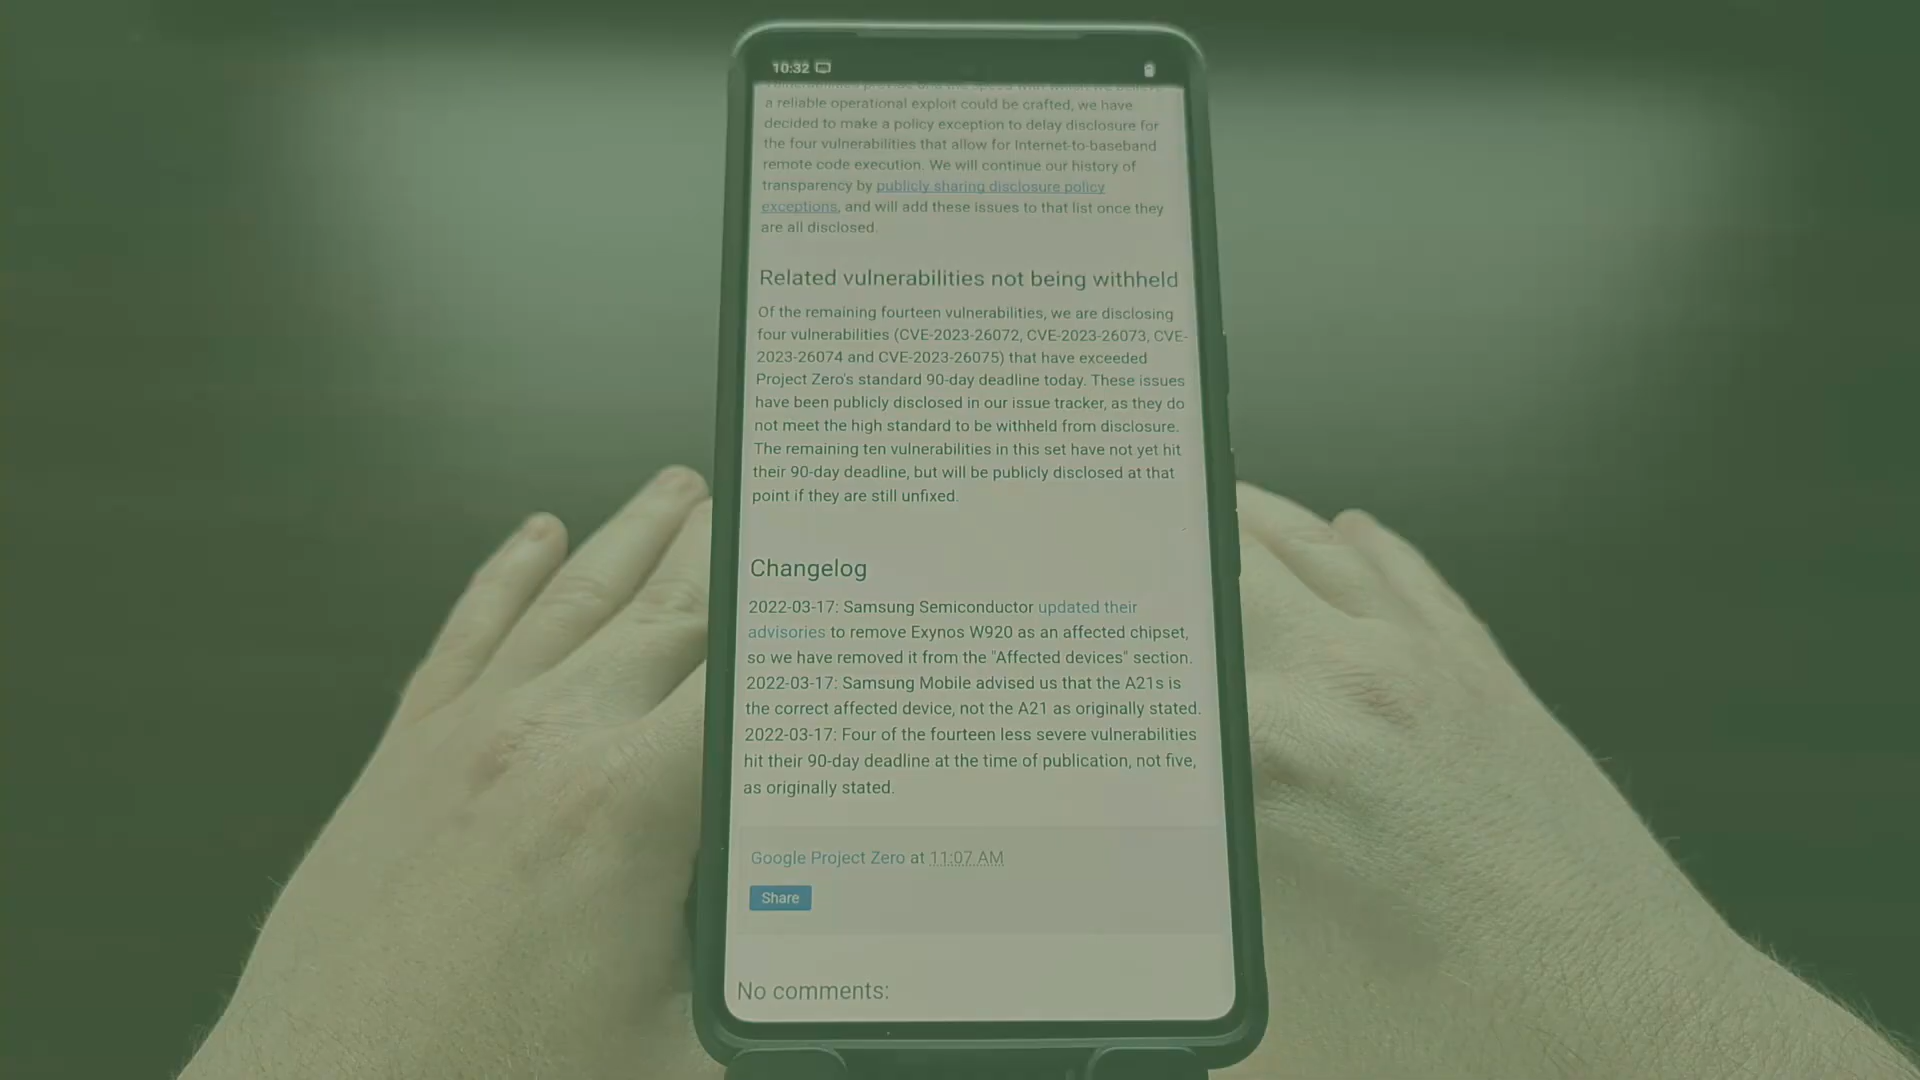 10:32
a reliable operational exploit could be crafted, we have
decided to make a policy exception to delay disclosure for
the four vulnerabilities that allow for Internet-to-baseband
remote code execution. We will continue our history of
transparency by publicly sharing disclosure policy
exceptions, and will add these issues to that list once they
are all disclosed.
Related vulnerabilities not being withheld
Of the remaining fourteen vulnerabilities, we are disclosing
four vulnerabilities (CVE-2023-26072, CVE-2023-26073, CVE-
2023-26074 and CVE-2023-26075) that have exceeded
Project Zero's standard 90-day deadline today. These issues
have been publicly disclosed in our issue tracker, as they do
not meet the high standard to be withheld from disclosure.
The remaining ten vulnerabilities in this set have not yet hit
their 90-day deadline, but will be publicly disclosed at that
point if they are still unfixed.
Changelog
2022-03-17: Samsung Semiconductor updated their
advisories to remove Exynos W920 as an affected chipset,
so we have removed it from the "Affected devices" section.
2022-03-17: Samsung Mobile advised us that the A21s is
the correct affected device, not the A21 as originally stated.
2022-03-17: Four of the fourteen less severe vulnerabilities
hit their 90-day deadline at the time of publication, not five,
as originally stated.
Google Project Zero at 11:07 AM
Share
No comments: